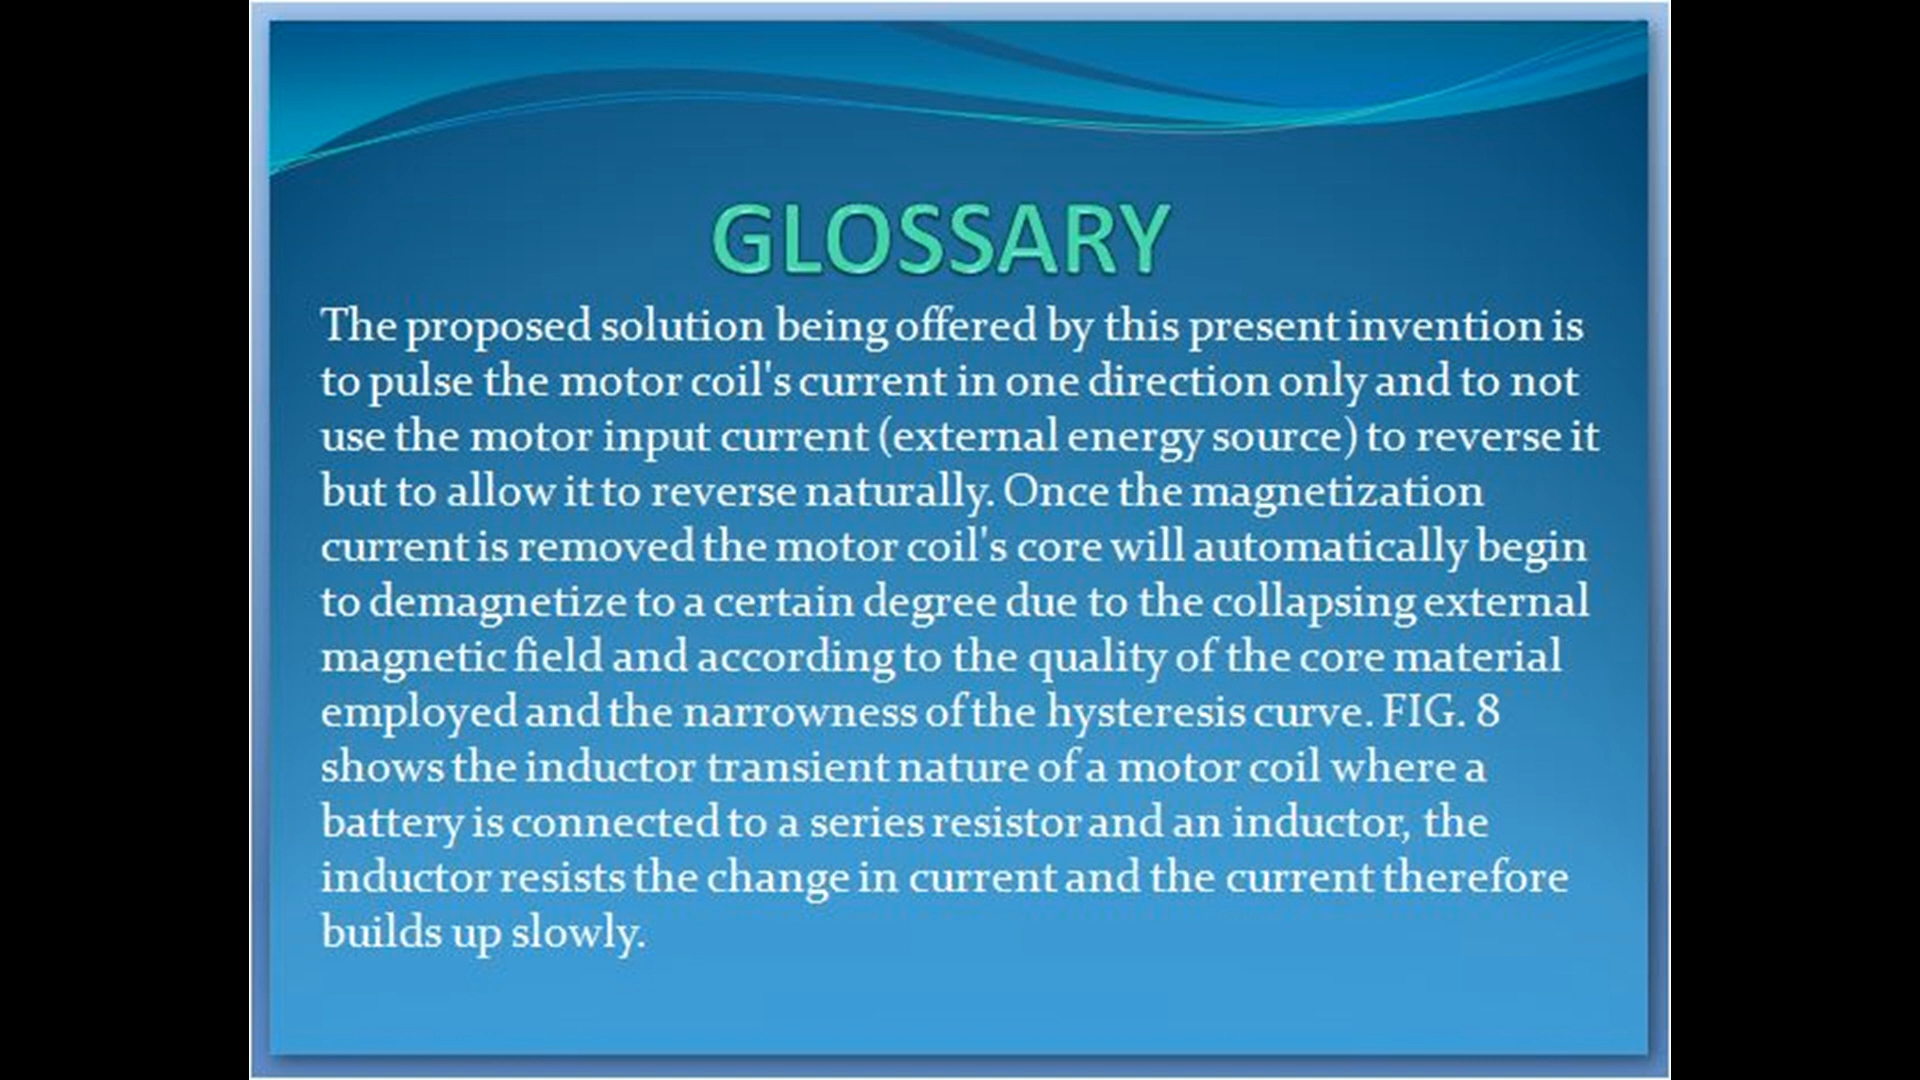 GLOSSARY
The proposed solution being offered by this present invention is
to pulse the motor coil's current in one direction only and to not
use the motor input current (external energy source) to reverse it
but to allow it to reverse naturally. Once the magnetization
current is removed the motor coil's core will automatically begin
to demagnetize to a certain degree due to the collapsing external
magnetic field and according to the quality of the core material
employed and the narrowness of the hysteresis curve. FIG. 8
shows the inductor transient nature of a motor coil where a
battery is connected to a series resistor and an inductor, the
inductor resists the change in current and the current therefore
builds up slowly.